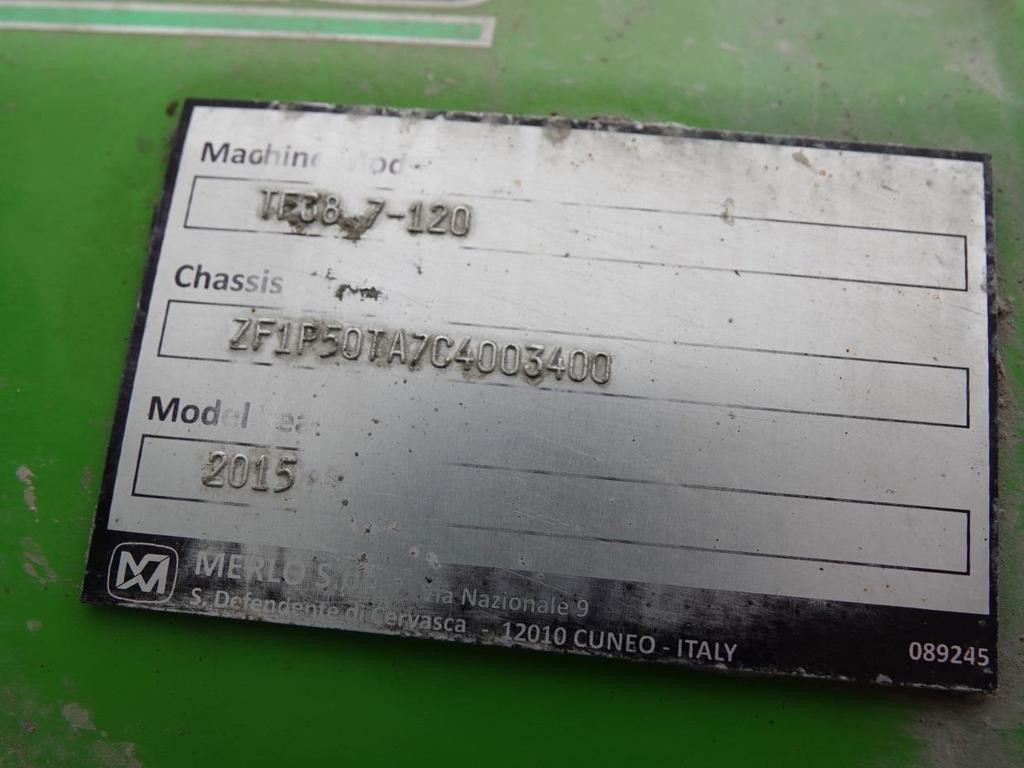 Machine Mod
TF38.7-120
Chassis
ZF1P50TA7C4003400
Model
2015
MERLO S.p.A. Via Nazionale 9
S. Defendente di Cervasca - 12010 CUNEO - ITALY
089245